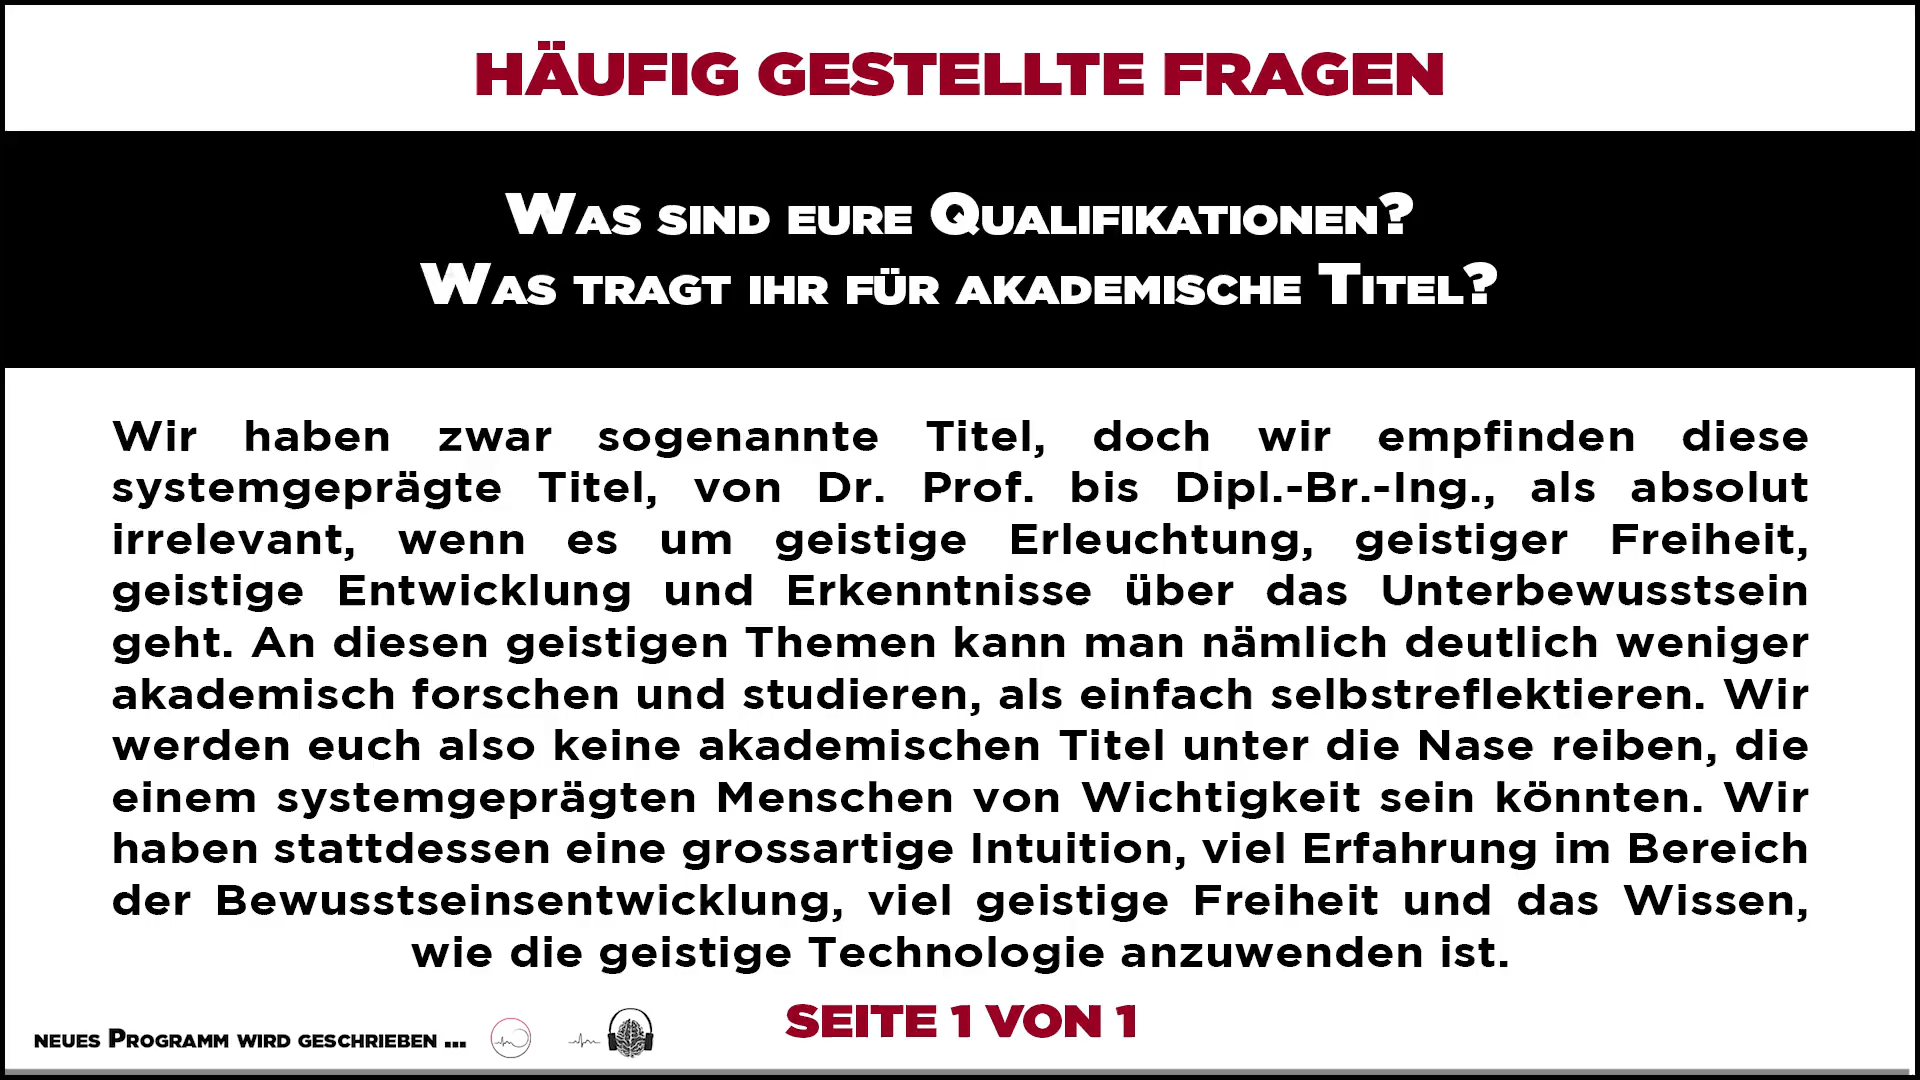 HÄUFIG GESTELLTE FRAGEN
Was sind eure Qualifikationen?
Was tragt ihr für akademische Titel?
Wir haben zwar sogenannte Titel, doch wir empfinden diese
systemgeprägte Titel, von Dr. Prof. bis Dipl.-Br.-Ing., als absolut
irrelevant, wenn es um geistige Erleuchtung, geistiger Freiheit,
geistige Entwicklung und Erkenntnisse über das Unterbewusstsein
geht. An diesen geistigen Themen kann man nämlich deutlich weniger
akademisch forschen und studieren, als einfach selbstreflektieren. Wir
werden euch also keine akademischen Titel unter die Nase reiben, die
einem systemgeprägten Menschen von Wichtigkeit sein könnten. Wir
haben stattdessen eine grossartige Intuition, viel Erfahrung im Bereich
der Bewusstseinsentwicklung, viel geistige Freiheit und das Wissen,
wie die geistige Technologie anzuwenden ist.
SEITE 1 VON 1
neues Programm wird geschrieben ...